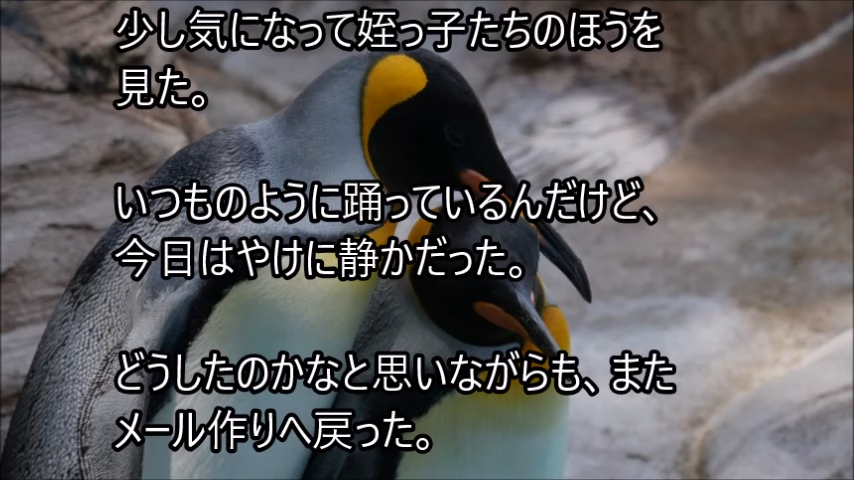 少し気になって姪っ子たちのほうを
見た。
いつものように踊っているんだけど、
今日はやけに静かだった。
どうしたのかなと思いながらも、また
メール作りへ戻った。